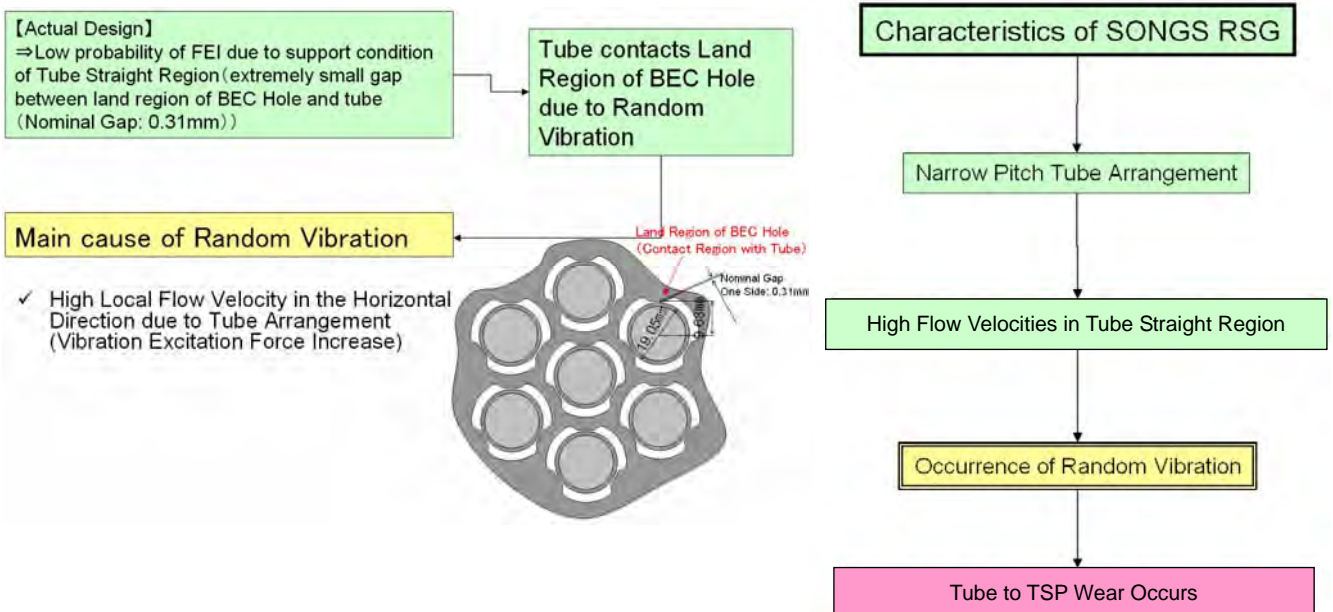 【Actual Design】
⇒Low probability of FEI due to support condition
of Tube Straight Region(extremely small gap
between land region of BEC Hole and tube
(Nominal Gap: 0.31mm))
Tube contacts Land
Region of BEC Hole
due to Random
Vibration
Main cause of Random Vibration
✓ High Local Flow Velocity in the Horizontal
Direction due to Tube Arrangement
(Vibration Excitation Force Increase)
Land Region of BEC Hole
(Contact Region with Tube)
Nominal Gap
One Side: 0.31mm
19.05mm
Characteristics of SONGS RSG
Narrow Pitch Tube Arrangement
High Flow Velocities in Tube Straight Region
Occurrence of Random Vibration
Tube to TSP Wear Occurs